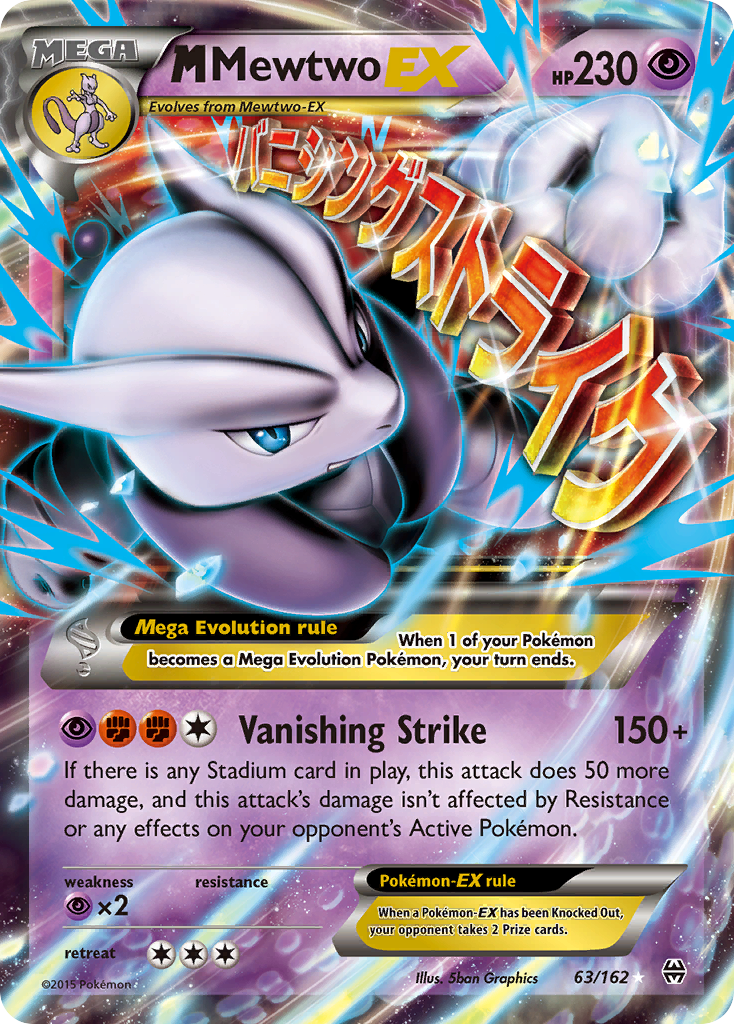 MEGA
M Mewtwo EX
HP 230
Evolves from Mewtwo-EX
バニシングストライク
Mega Evolution rule
When 1 of your Pokémon
becomes a Mega Evolution Pokémon, your turn ends.
Vanishing Strike 150+
If there is any Stadium card in play, this attack does 50 more
damage, and this attack's damage isn't affected by Resistance
or any effects on your opponent's Active Pokémon.
weakness resistance
×2
retreat
Pokémon-EX rule
When a Pokémon-EX has been Knocked Out,
your opponent takes 2 Prize cards.
©2015 Pokémon
Illus. 5ban Graphics 63/162 ★